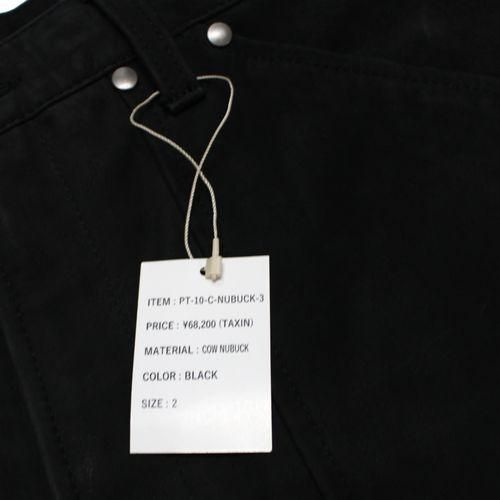 ITEM : PT-10-C-NUBUCK-3
PRICE : ¥68,200 (TAXIN)
MATERIAL : COW NUBUCK
COLOR : BLACK
SIZE : 2